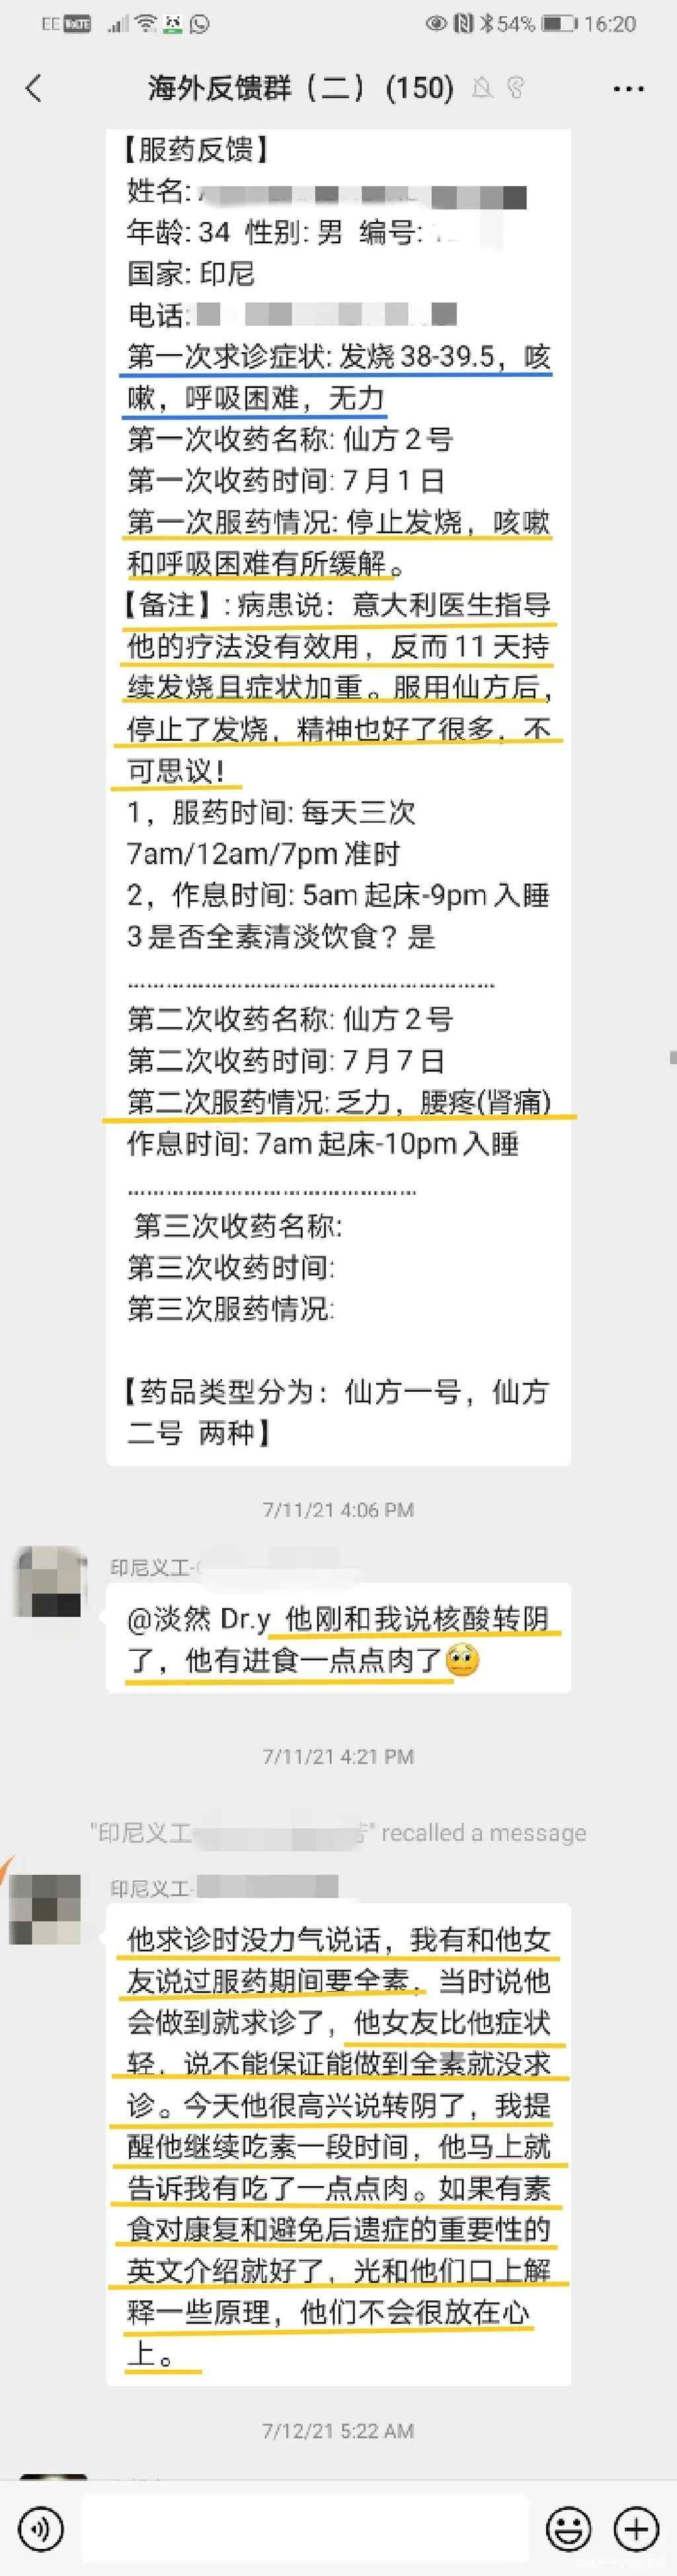 EE VoLTE 54% 16:20
海外反馈群（二）(150)
【服药反馈】
姓名:
年龄: 34 性别: 男 编号:
国家: 印尼
电话:
第一次求诊症状: 发烧 38-39.5，咳
嗽，呼吸困难，无力
第一次收药名称: 仙方 2 号
第一次收药时间: 7 月 1 日
第一次服药情况: 停止发烧，咳嗽
和呼吸困难有所缓解。
【备注】: 病患说：意大利医生指导
他的疗法没有效用，反而 11 天持
续发烧且症状加重。服用仙方后，
停止了发烧，精神也好了很多，不
可思议！
1，服药时间: 每天三次
7am/12am/7pm 准时
2，作息时间: 5am 起床-9pm 入睡
3 是否全素清淡饮食？是
………………………………………………
第二次收药名称: 仙方 2 号
第二次收药时间: 7 月 7 日
第二次服药情况: 乏力，腰疼(肾痛)
作息时间: 7am 起床-10pm 入睡
……………………………………
第三次收药名称:
第三次收药时间:
第三次服药情况:
【药品类型分为：仙方一号，仙方
二号 两种】
7/11/21 4:06 PM
印尼义工-
@淡然 Dr.y 他刚和我说核酸转阴
了，他有进食一点点肉了
7/11/21 4:21 PM
"印尼义工 " recalled a message
印尼义工-
他求诊时没力气说话，我有和他女
友说过服药期间要全素，当时说他
会做到就求诊了，他女友比他症状
轻，说不能保证能做到全素就没求
诊。今天他很高兴说转阴了，我提
醒他继续吃素一段时间，他马上就
告诉我有吃了一点点肉。如果有素
食对康复和避免后遗症的重要性的
英文介绍就好了，光和他们口上解
释一些原理，他们不会很放在心
上。
7/12/21 5:22 AM